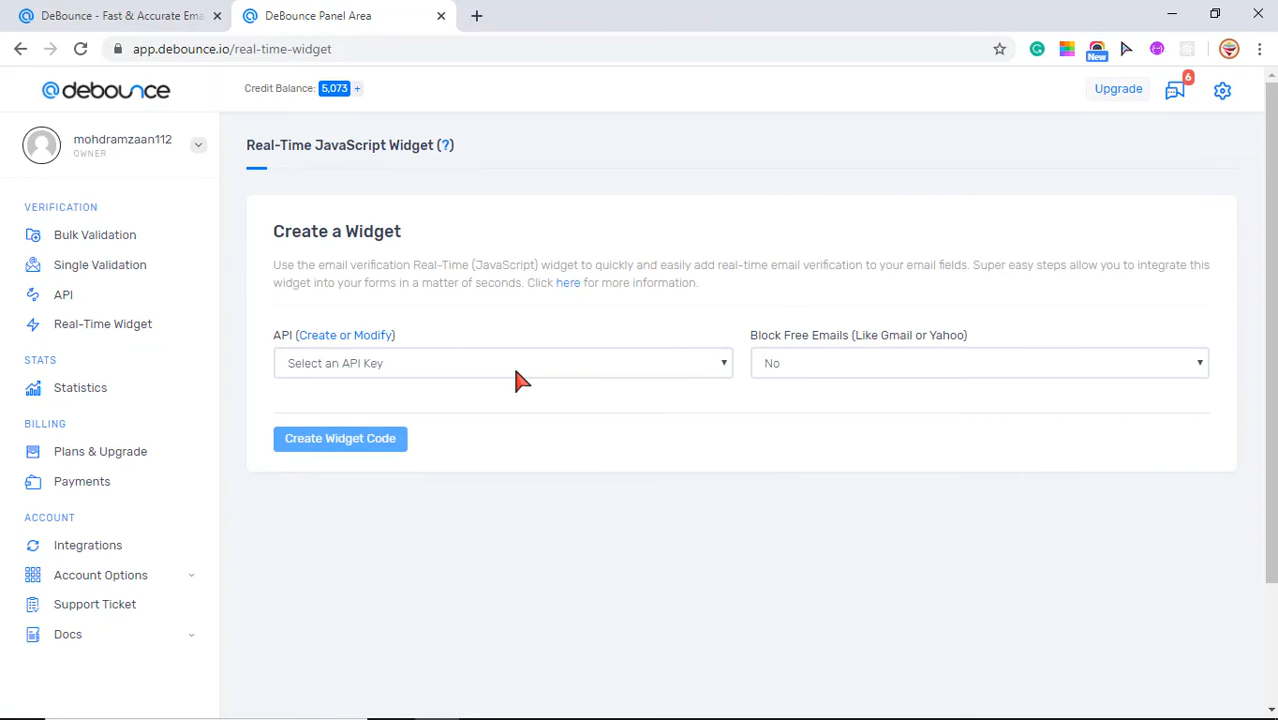 DeBounce - Fast & Accurate Ema
DeBounce Panel Area
app.debounce.io/real-time-widget
New
debounce
Credit Balance: 5,073 +
Upgrade
6
mohdramzaan112
OWNER
VERIFICATION
Bulk Validation
Single Validation
API
Real-Time Widget
STATS
Statistics
BILLING
Plans & Upgrade
Payments
ACCOUNT
Integrations
Account Options
Support Ticket
Docs
Real-Time JavaScript Widget (?)
Create a Widget
Use the email verification Real-Time (JavaScript) widget to quickly and easily add real-time email verification to your email fields. Super easy steps allow you to integrate this
widget into your forms in a matter of seconds. Click here for more information.
API (Create or Modify)
Select an API Key
Block Free Emails (Like Gmail or Yahoo)
No
Create Widget Code